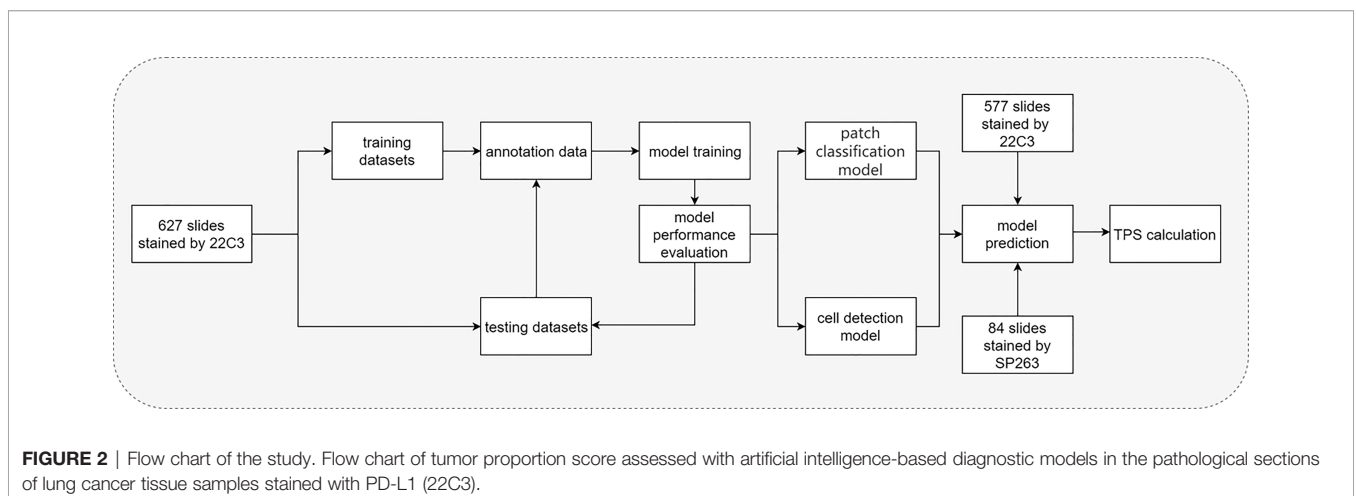 627 slides
stained by 22C3
training
datasets
annotation data
model training
model
performance
evaluation
testing datasets
patch
classification
model
cell detection
model
577 slides
stained by
22C3
model
prediction
84 slides
stained by
SP263
TPS calculation
FIGURE 2 | Flow chart of the study. Flow chart of tumor proportion score assessed with artificial intelligence-based diagnostic models in the pathological sections
of lung cancer tissue samples stained with PD-L1 (22C3).